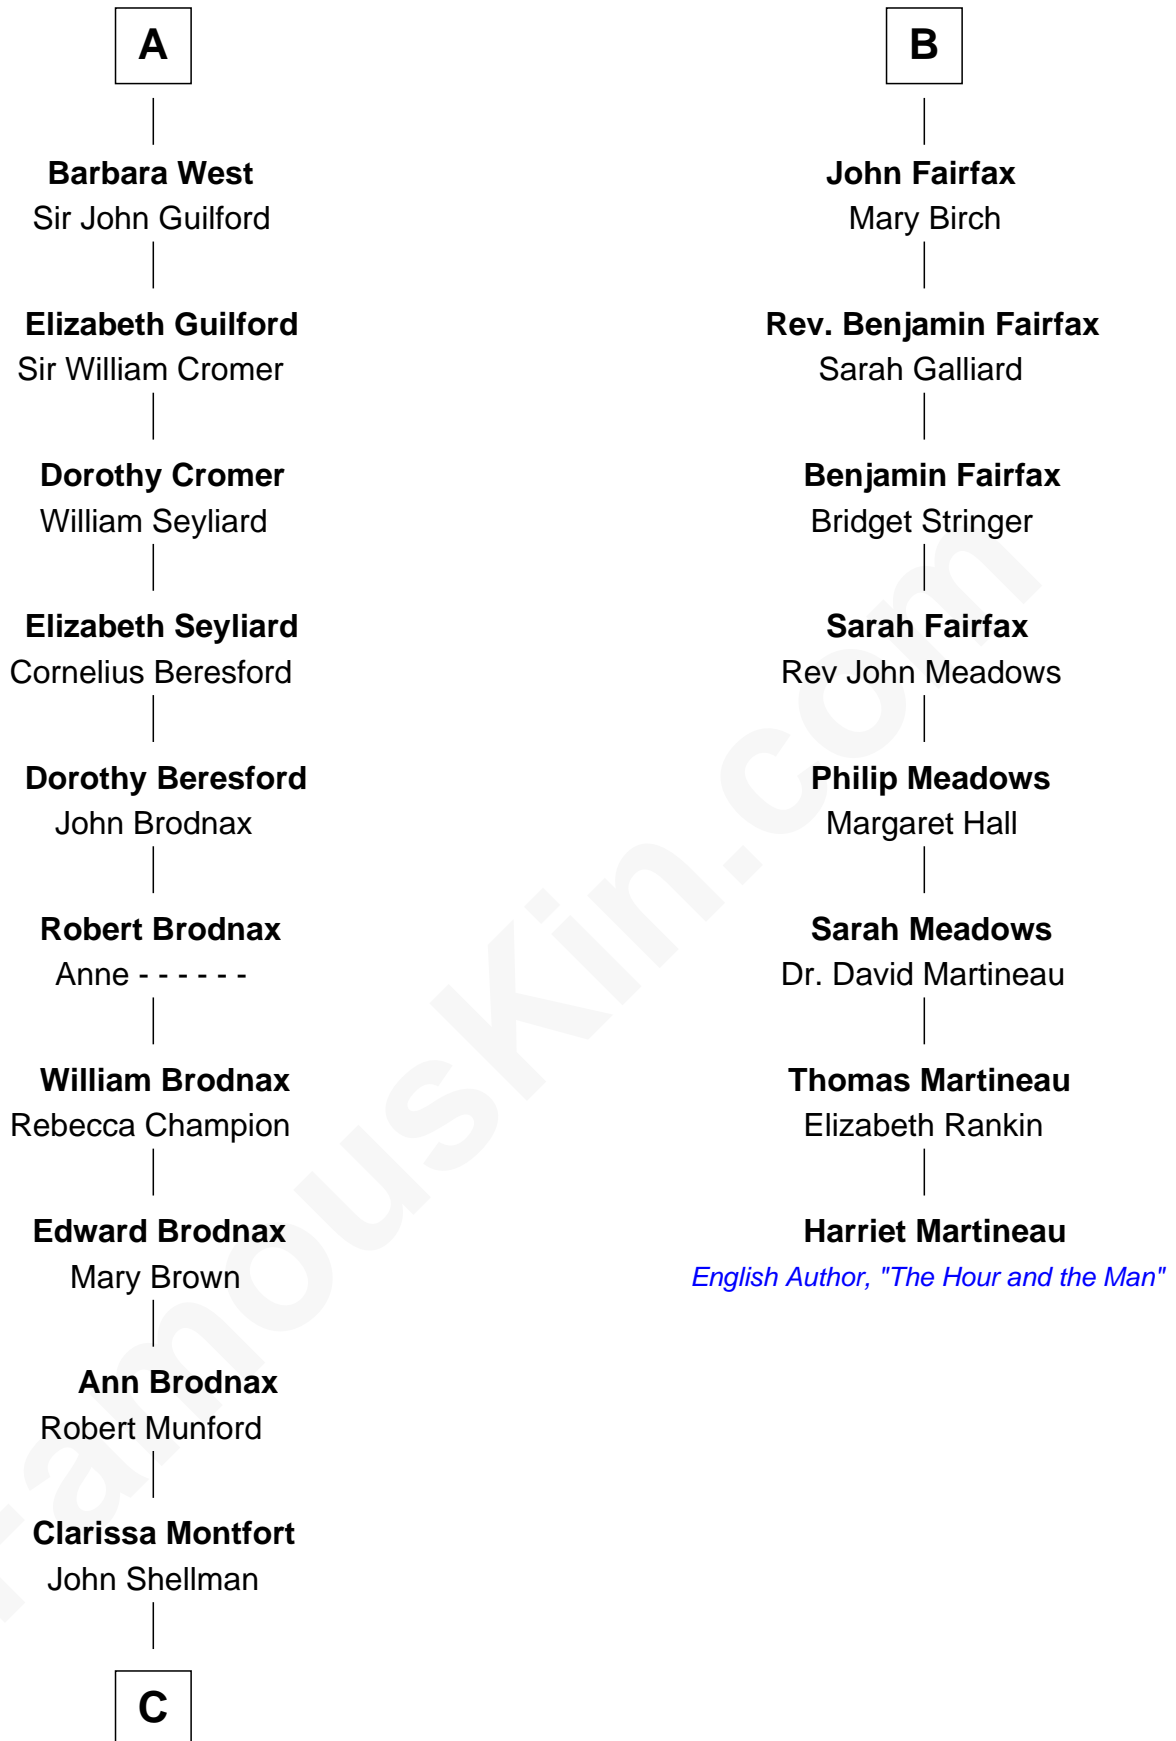 A
Barbara West
Sir John Guilford
Elizabeth Guilford
Sir William Cromer
Dorothy Cromer
William Seyliard
Elizabeth Seyliard
Cornelius Beresford
Dorothy Beresford
John Brodnax
Robert Brodnax
Anne - - - - - -
William Brodnax
Rebecca Champion
Edward Brodnax
Mary Brown
Ann Brodnax
Robert Munford
Clarissa Montfort
John Shellman
C
B
John Fairfax
Mary Birch
Rev. Benjamin Fairfax
Sarah Galliard
Benjamin Fairfax
Bridget Stringer
Sarah Fairfax
Rev John Meadows
Philip Meadows
Margaret Hall
Sarah Meadows
Dr. David Martineau
Thomas Martineau
Elizabeth Rankin
Harriet Martineau
English Author, "The Hour and the Man"
FamousKin.com